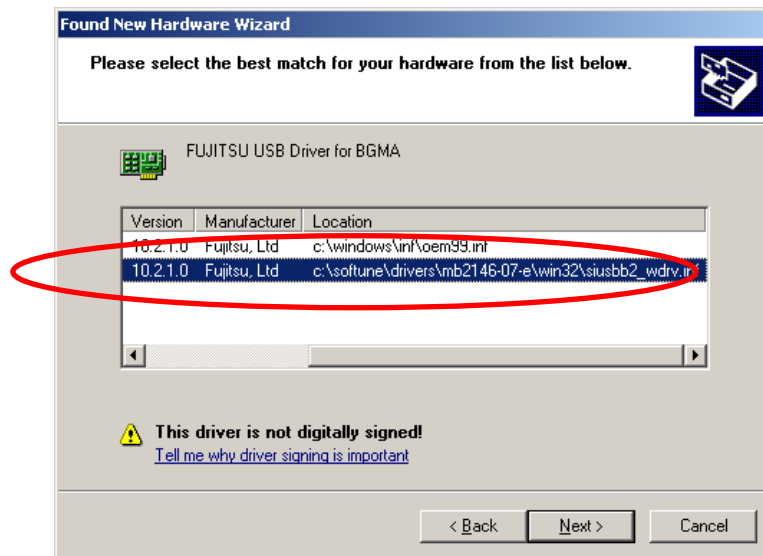 Found New Hardware Wizard
Please select the best match for your hardware from the list below.
FUJITSU USB Driver for BGMA
Version Manufacturer Location
10.2.1.0 Fujitsu, Ltd c:\windows\inf\oem99.inf
10.2.1.0 Fujitsu, Ltd c:\softune\drivers\mb2146-07-e\win32\siusbb2_wdrv.inf
This driver is not digitally signed!
Tell me why driver signing is important
< Back Next > Cancel